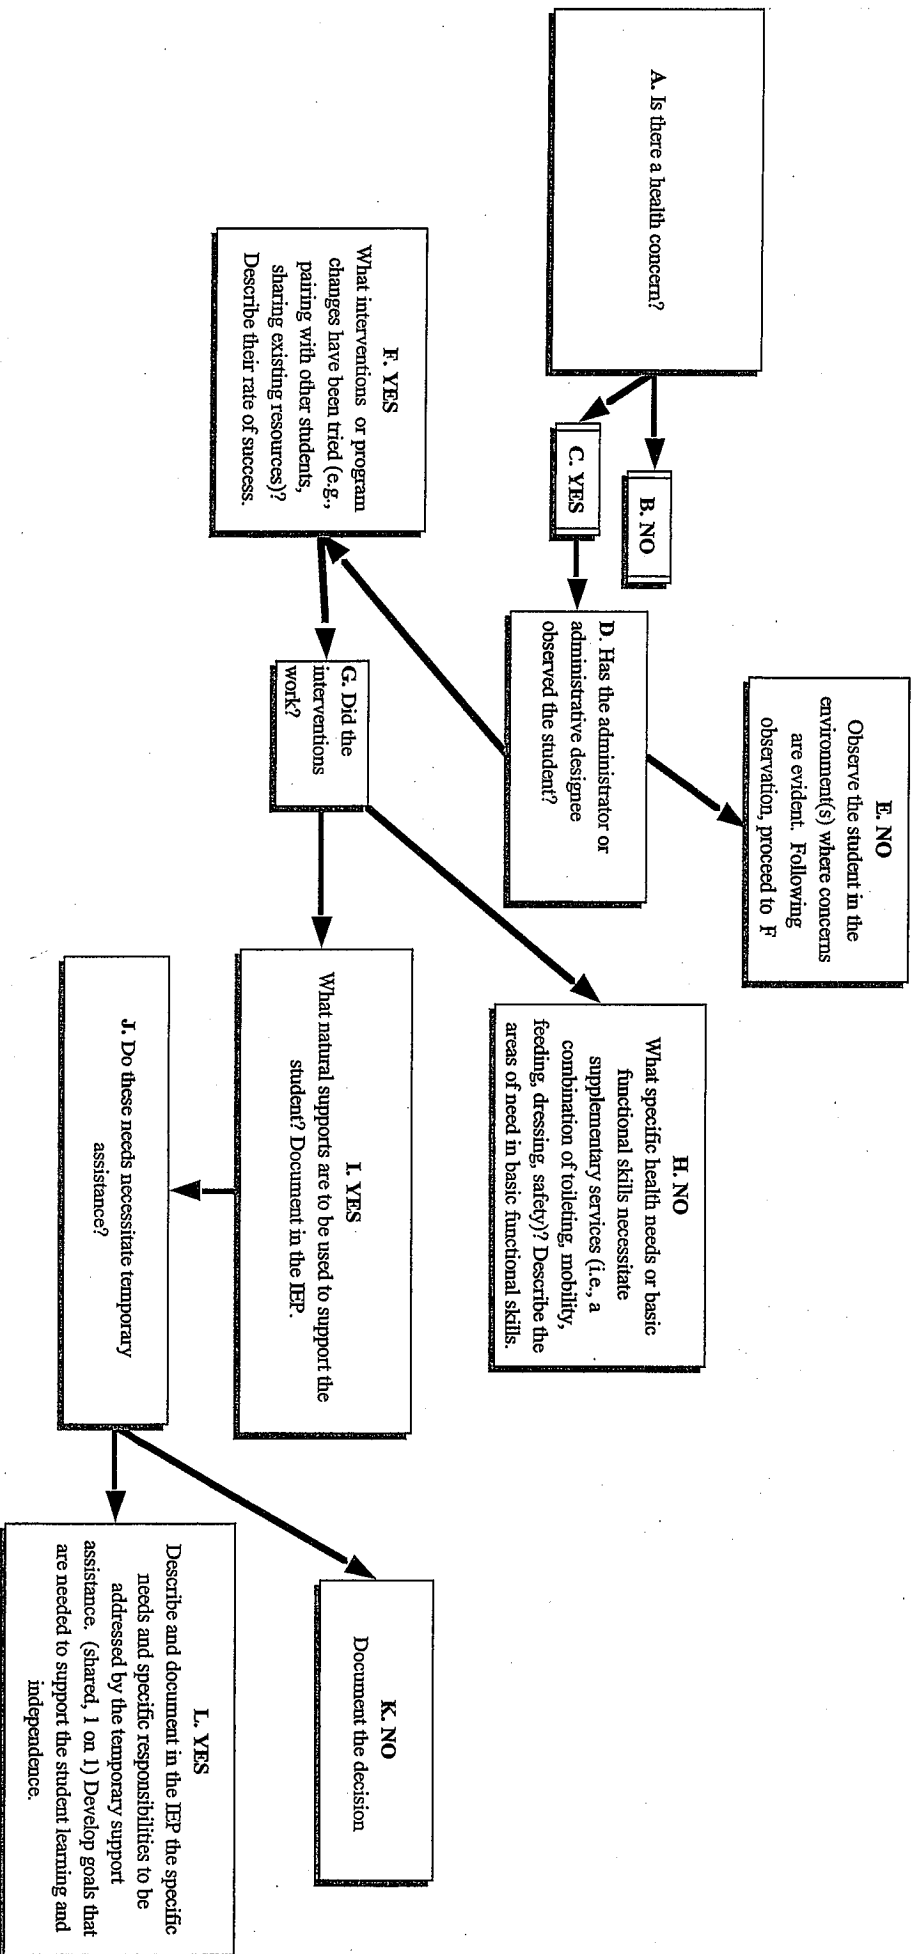 A. Is there a health concern?
B. NO
C. YES
D. Has the administrator or
administrative designee
observed the student?
E. NO
Observe the student in the
environment(s) where concerns
are evident. Following
observation, proceed to F
F. YES
What interventions or program
changes have been tried (e.g.,
pairing with other students,
sharing existing resources)?
Describe their rate of success.
G. Did the
interventions
work?
H. NO
What specific health needs or basic
functional skills necessitate
supplementary services (i.e., a
combination of toileting, mobility,
feeding, dressing, safety)? Describe the
areas of need in basic functional skills.
I. YES
What natural supports are to be used to support the
student? Document in the IEP.
J. Do these needs necessitate temporary
assistance?
K. NO
Document the decision
L. YES
Describe and document in the IEP the specific
needs and specific responsibilities to be
addressed by the temporary support
assistance. (shared, 1 on 1) Develop goals that
are needed to support the student learning and
independence.